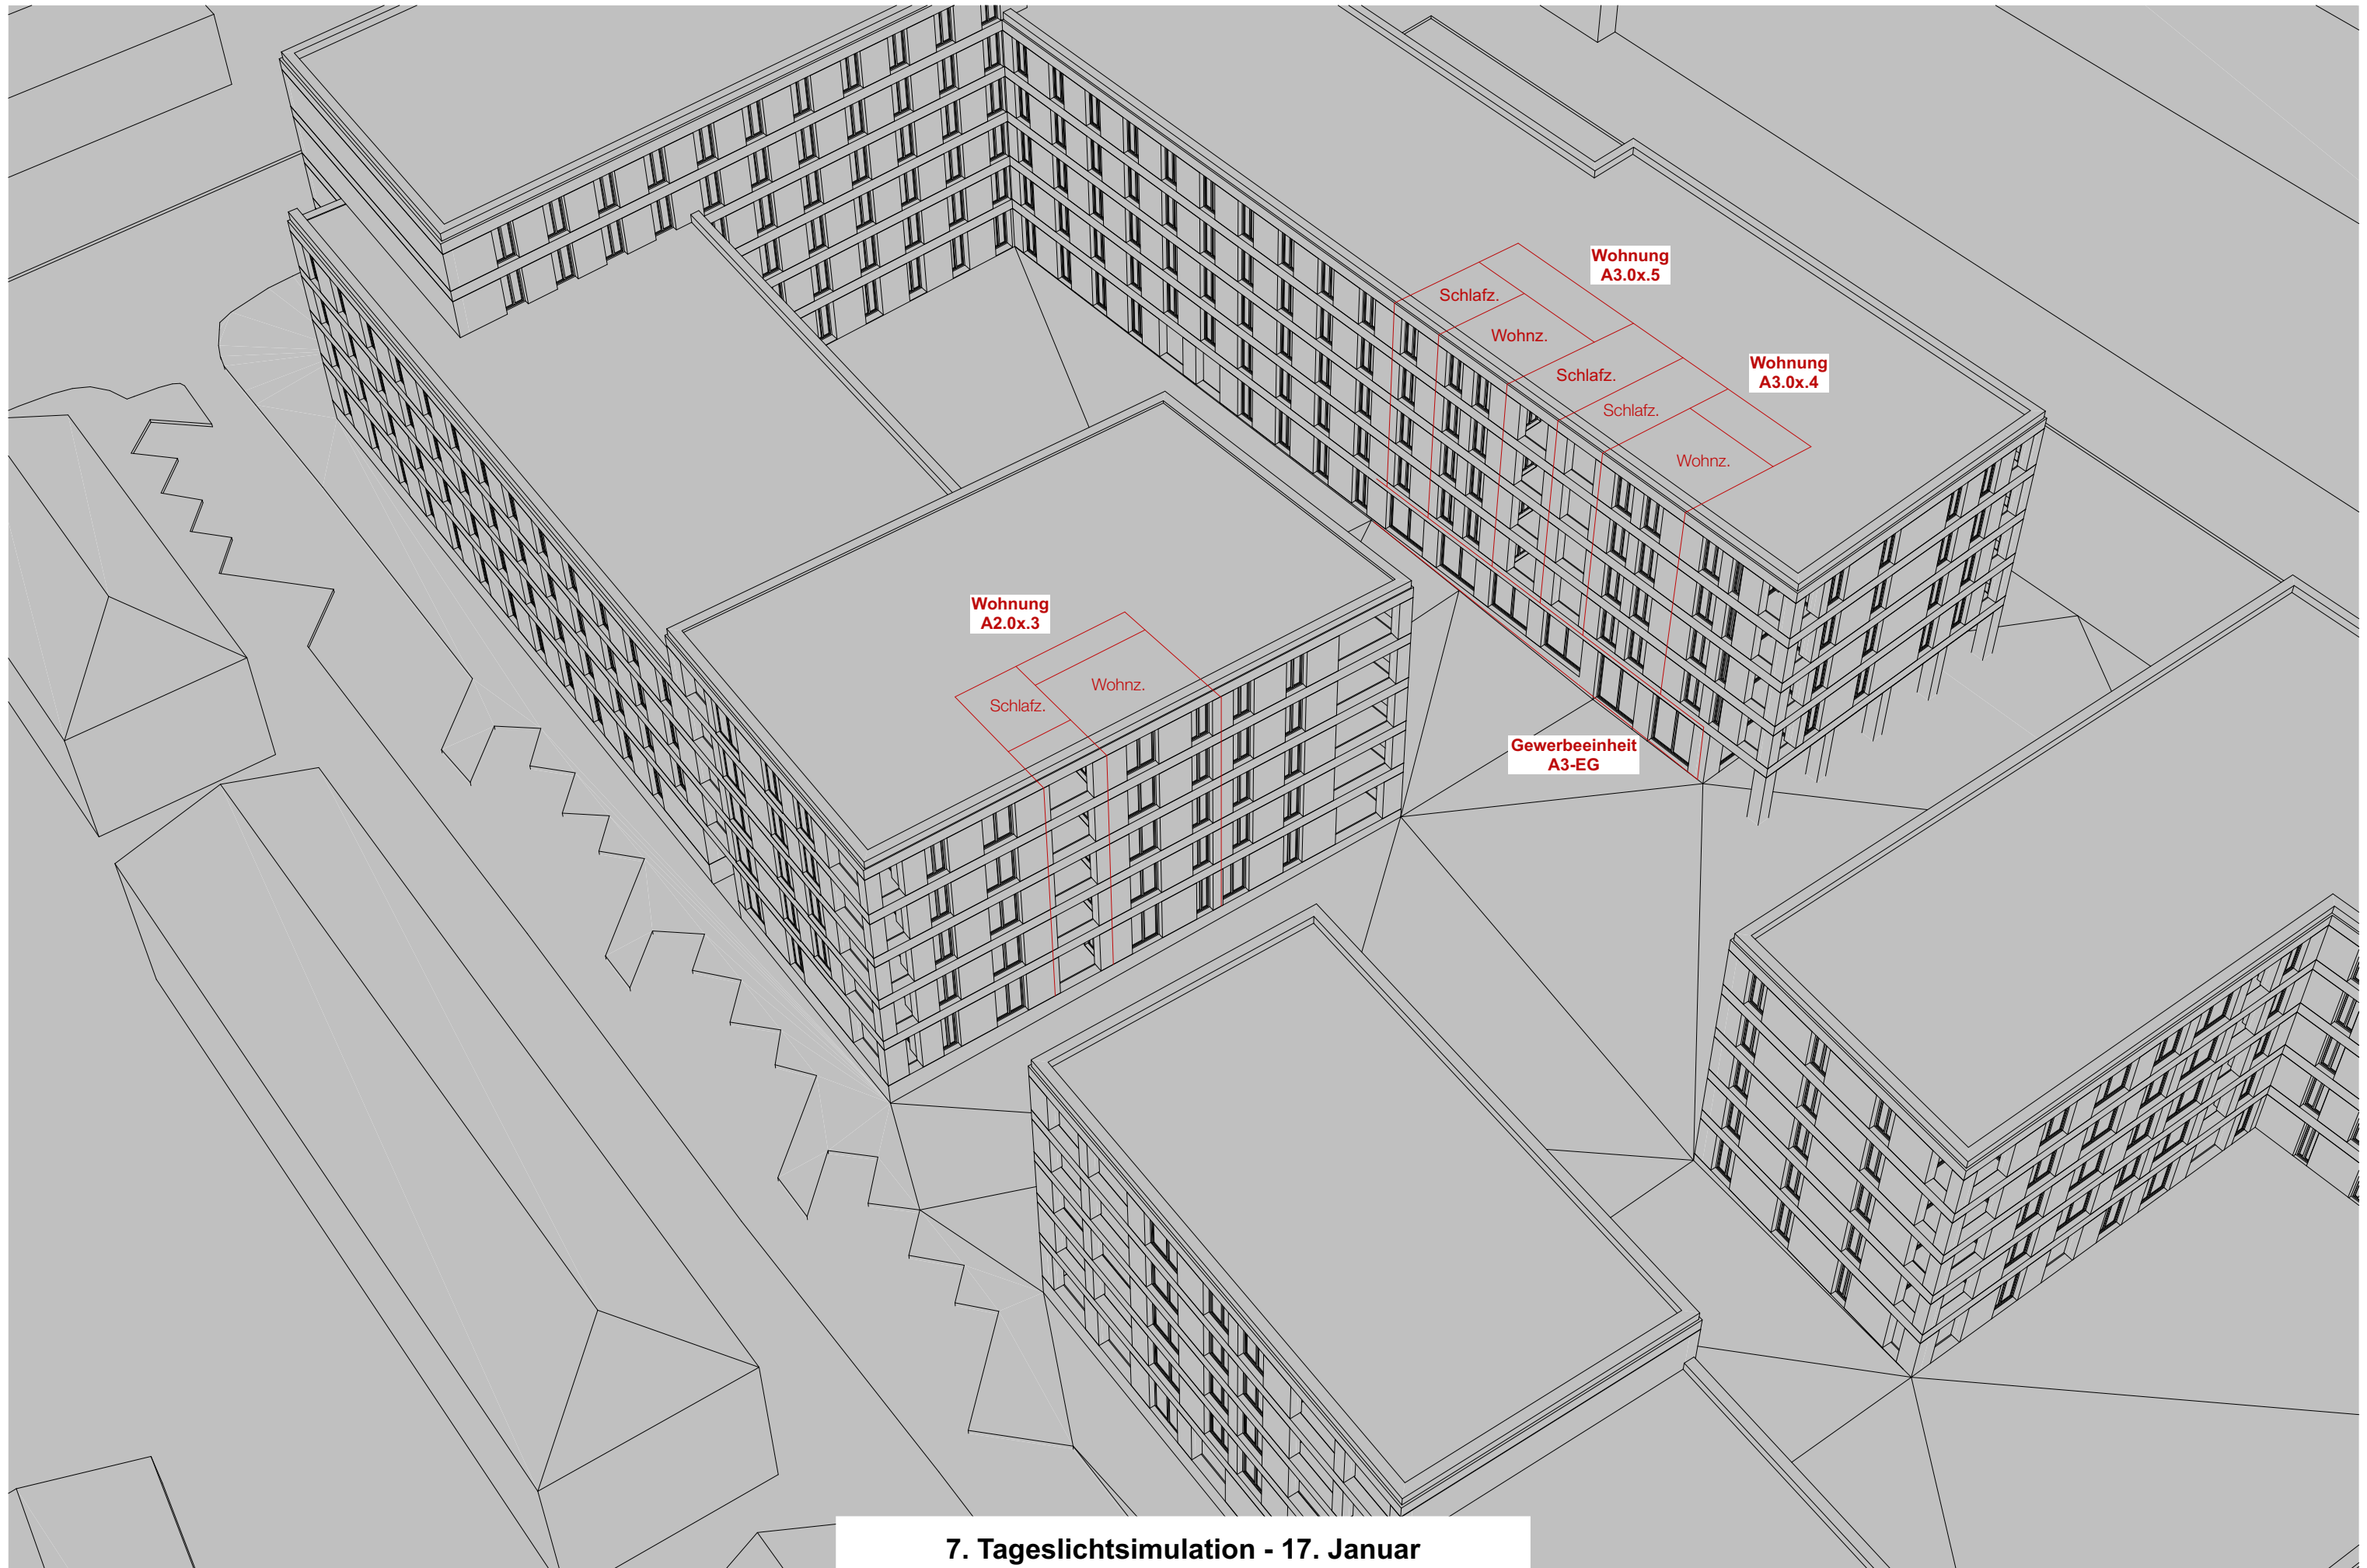 Wohnung
A3.0x.5
Schlafz.
Wohnz.
Wohnung
A3.0x.4
Schlafz.
Schlafz.
Wohnz.
Wohnung
A2.0x.3
Wohnz.
Schlafz.
Gewerbeeinheit
A3-EG
7. Tageslichtsimulation - 17. Januar